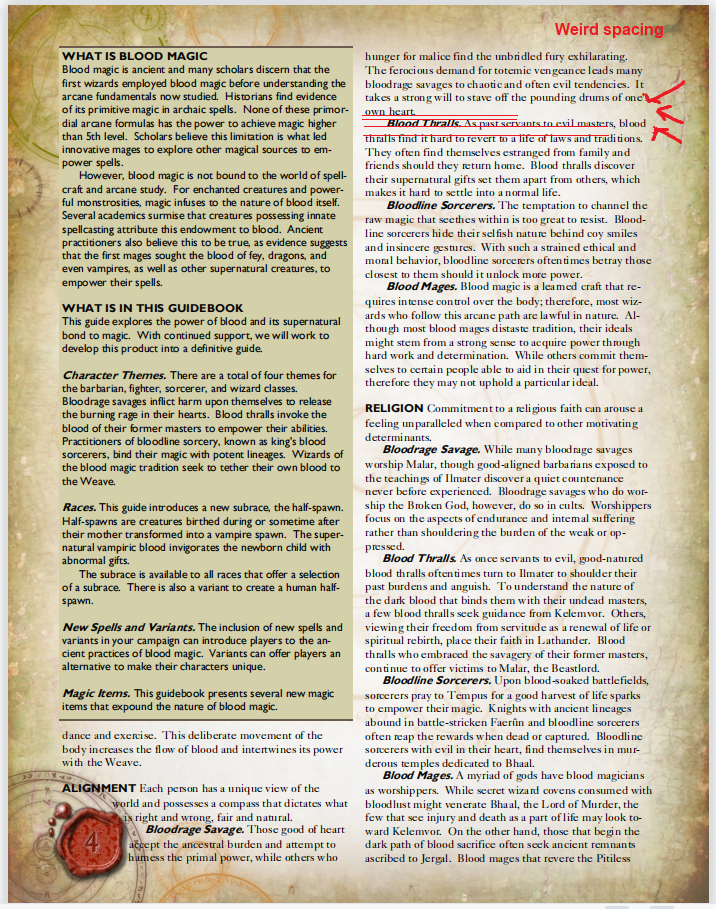 Weird spacing
WHAT IS BLOOD MAGIC
Blood magic is ancient and many scholars discern that the
first wizards employed blood magic before understanding the
arcane fundamentals now studied. Historians find evidence
of its primitive magic in archaic spells. None of these primor-
dial arcane formulas has the power to achieve magic higher
than 5th level. Scholars believe this limitation is what led
innovative mages to explore other magical sources to em-
power spells.
However, blood magic is not bound to the world of spell-
craft and arcane study. For enchanted creatures and power-
ful monstrosities, magic infuses to the nature of blood itself.
Several academics surmise that creatures possessing innate
spellcasting attribute this endowment to blood. Ancient
practitioners also believe this to be true, as evidence suggests
that the first mages sought the blood of fey, dragons, and
even vampires, as well as other supernatural creatures, to
empower their spells.
WHAT IS IN THIS GUIDEBOOK
This guide explores the power of blood and its supernatural
bond to magic. With continued support, we will work to
develop this product into a definitive guide.
Character Themes. There are a total of four themes for
the barbarian, fighter, sorcerer, and wizard classes.
Bloodrage savages inflict harm upon themselves to release
the burning rage in their hearts. Blood thralls invoke the
blood of their former masters to empower their abilities.
Practitioners of bloodline sorcery, known as king's blood
sorcerers, bind their magic with potent lineages. Wizards of
the blood magic tradition seek to tether their own blood to
the Weave.
Races. This guide introduces a new subrace, the half-spawn.
Half-spawns are creatures birthed during or sometime after
their mother transformed into a vampire spawn. The super-
natural vampiric blood invigorates the newborn child with
abnormal gifts.
The subrace is available to all races that offer a selection
of a subrace. There is also a variant to create a human half-
spawn.
New Spells and Variants. The inclusion of new spells and
variants in your campaign can introduce players to the an-
cient practices of blood magic. Variants can offer players an
alternative to make their characters unique.
Magic Items. This guidebook presents several new magic
items that expound the nature of blood magic.
dance and exercise. This deliberate movement of the
body increases the flow of blood and intertwines its power
with the Weave.
ALIGNMENT Each person has a unique view of the
world and possesses a compass that dictates what
is right and wrong, fair and natural.
Bloodrage Savage. Those good of heart
accept the ancestral burden and attempt to
harness the primal power, while others who
4
hunger for malice find the unbridled fury exhilarating.
The ferocious demand for totemic vengeance leads many
bloodrage savages to chaotic and often evil tendencies. It
takes a strong will to stave off the pounding drums of one's
own heart.
Blood Thralls. As past servants to evil masters, blood
thralls find it hard to revert to a life of laws and traditions.
They often find themselves estranged from family and
friends should they return home. Blood thralls discover
their supernatural gifts set them apart from others, which
makes it hard to settle into a normal life.
Bloodline Sorcerers. The temptation to channel the
raw magic that seethes within is too great to resist. Blood-
line sorcerers hide their selfish nature behind coy smiles
and insincere gestures. With such a strained ethical and
moral behavior, bloodline sorcerers oftentimes betray those
closest to them should it unlock more power.
Blood Mages. Blood magic is a learned craft that re-
quires intense control over the body; therefore, most wiz-
ards who follow this arcane path are lawful in nature. Al-
though most blood mages distaste tradition, their ideals
might stem from a strong sense to acquire power through
hard work and determination. While others commit them-
selves to certain people able to aid in their quest for power,
therefore they may not uphold a particular ideal.
RELIGION Commitment to a religious faith can arouse a
feeling unparalleled when compared to other motivating
determinants.
Bloodrage Savage. While many bloodrage savages
worship Malar, though good-aligned barbarians exposed to
the teachings of Ilmater discover a quiet countenance
never before experienced. Bloodrage savages who do wor-
ship the Broken God, however, do so in cults. Worshippers
focus on the aspects of endurance and internal suffering
rather than shouldering the burden of the weak or op-
pressed.
Blood Thralls. As once servants to evil, good-natured
blood thralls oftentimes turn to Ilmater to shoulder their
past burdens and anguish. To understand the nature of
the dark blood that binds them with their undead masters,
a few blood thralls seek guidance from Kelemvor. Others,
viewing their freedom from servitude as a renewal of life or
spiritual rebirth, place their faith in Lathander. Blood
thralls who embraced the savagery of their former masters,
continue to offer victims to Malar, the Beastlord.
Bloodline Sorcerers. Upon blood-soaked battlefields,
sorcerers pray to Tempus for a good harvest of life sparks
to empower their magic. Knights with ancient lineages
abound in battle-stricken Faerûn and bloodline sorcerers
often reap the rewards when dead or captured. Bloodline
sorcerers with evil in their heart, find themselves in mur-
derous temples dedicated to Bhaal.
Blood Mages. A myriad of gods have blood magicians
as worshippers. While secret wizard covens consumed with
bloodlust might venerate Bhaal, the Lord of Murder, the
few that see injury and death as a part of life may look to-
ward Kelemvor. On the other hand, those that begin the
dark path of blood sacrifice often seek ancient remnants
ascribed to Jergal. Blood mages that revere the Pitiless